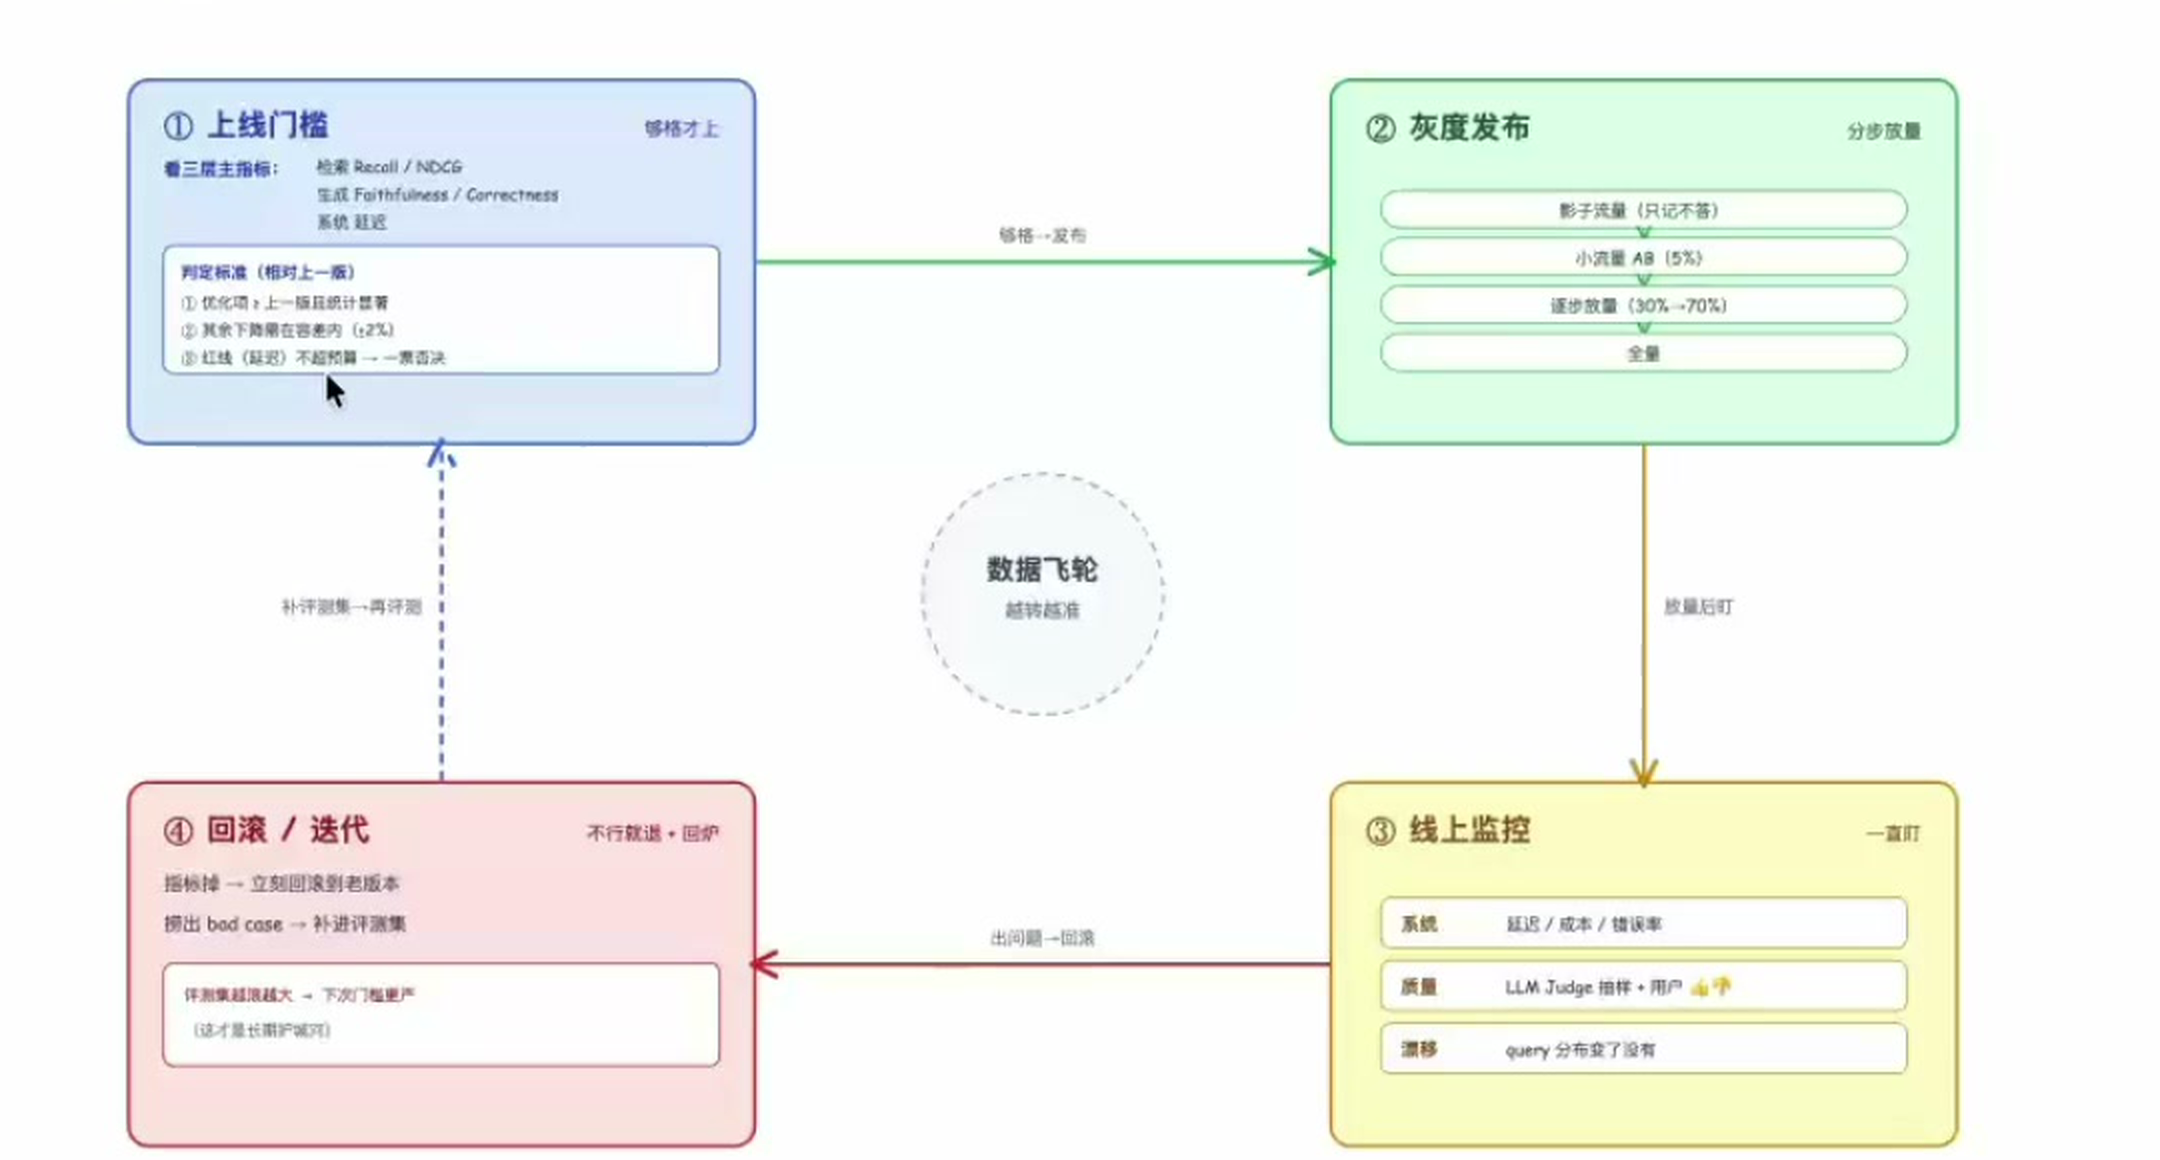 ① 上线门槛
够格才上
看三层主指标：
检索 Recall / NDCG
生成 Faithfulness / Correctness
系统 延迟
判定标准（相对上一版）
① 优化项 ≥ 上一版且统计显著
② 其余下降需在容差内（±2%）
③ 红线（延迟）不超预算 → 一票否决
够格→发布
② 灰度发布
分步放量
影子流量（只记不答）
小流量 AB（5%）
逐步放量（30%→70%）
全量
数据飞轮
越转越准
补评测集→再评测
放量后盯
④ 回滚 / 迭代
不行就退 + 回炉
指标掉 → 立刻回滚到老版本
捞出 bad case → 补进评测集
评测集越滚越大 → 下次门槛更严
（这才是长期护城河）
出问题→回滚
③ 线上监控
一直盯
系统 延迟 / 成本 / 错误率
质量 LLM Judge 抽样 + 用户 👍👎
漂移 query 分布变了没有